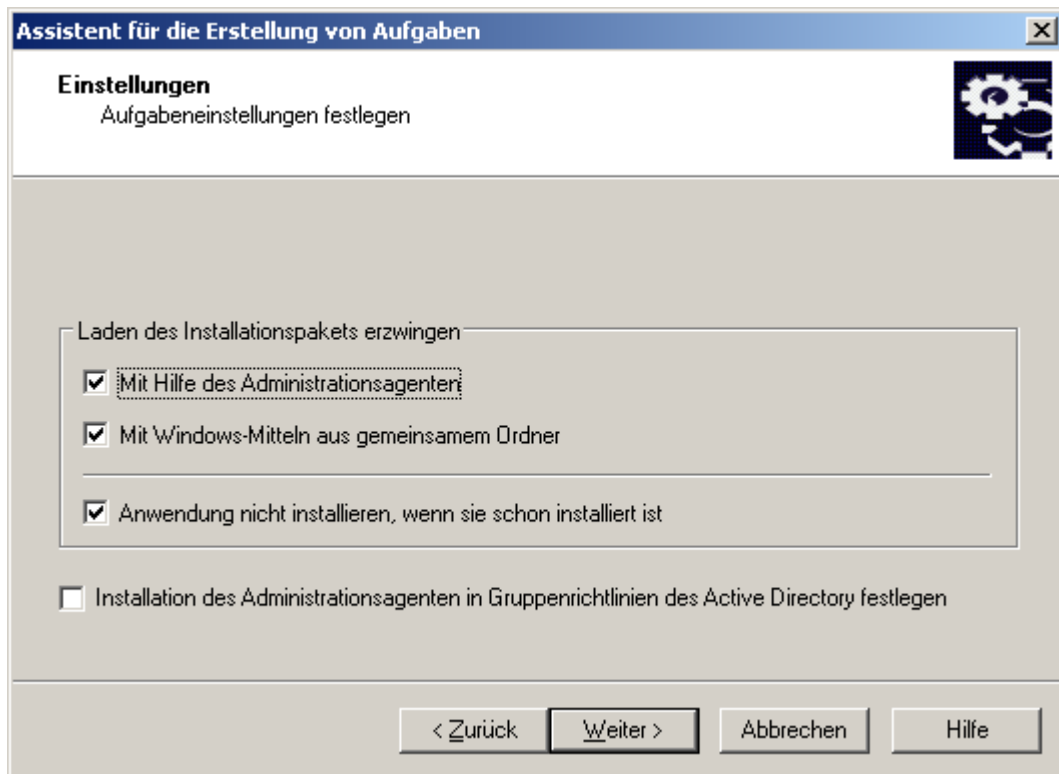 Assistent für die Erstellung von Aufgaben
Einstellungen
Aufgabeneinstellungen festlegen
Laden des Installationspakets erzwingen
Mit Hilfe des Administrationsagenten
Mit Windows-Mitteln aus gemeinsamem Ordner
Anwendung nicht installieren, wenn sie schon installiert ist
Installation des Administrationsagenten in Gruppenrichtlinien des Active Directory festlegen
< Zurück Weiter > Abbrechen Hilfe